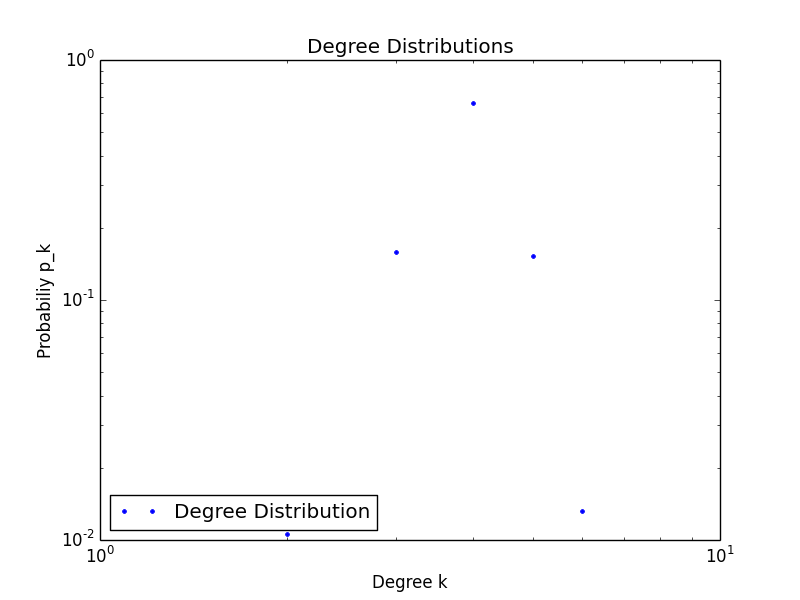 Degree Distributions
10^0
10^-1
10^-2
Probabiliy p_k
Degree Distribution
10^0
10^1
Degree k